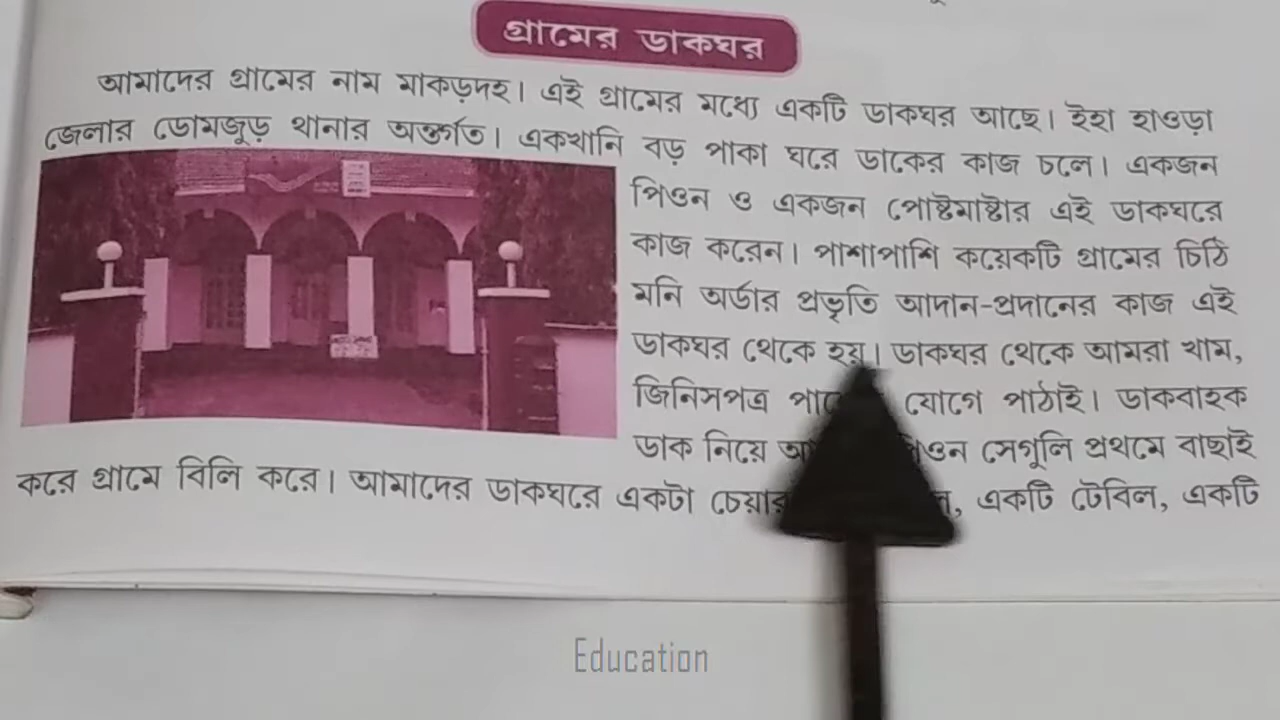 গ্রামের ডাকঘর
আমাদের গ্রামের নাম মাকড়দহ। এই গ্রামের মধ্যে একটি ডাকঘর আছে। ইহা হাওড়া
জেলার ডোমজুড় থানার অন্তর্গত। একখানি বড় পাকা ঘরে ডাকের কাজ চলে। একজন
পিওন ও একজন পোষ্টমাষ্টার এই ডাকঘরে
কাজ করেন। পাশাপাশি কয়েকটি গ্রামের চিঠি
মনি অর্ডার প্রভৃতি আদান-প্রদানের কাজ এই
ডাকঘর থেকে হয়। ডাকঘর থেকে আমরা খাম,
জিনিসপত্র যোগে পাঠাই। ডাকবাহক
ডাক নিয়ে সেগুলি প্রথমে বাছাই
করে গ্রামে বিলি করে। আমাদের ডাকঘরে একটা চেয়ার একটি টেবিল, একটি
Education